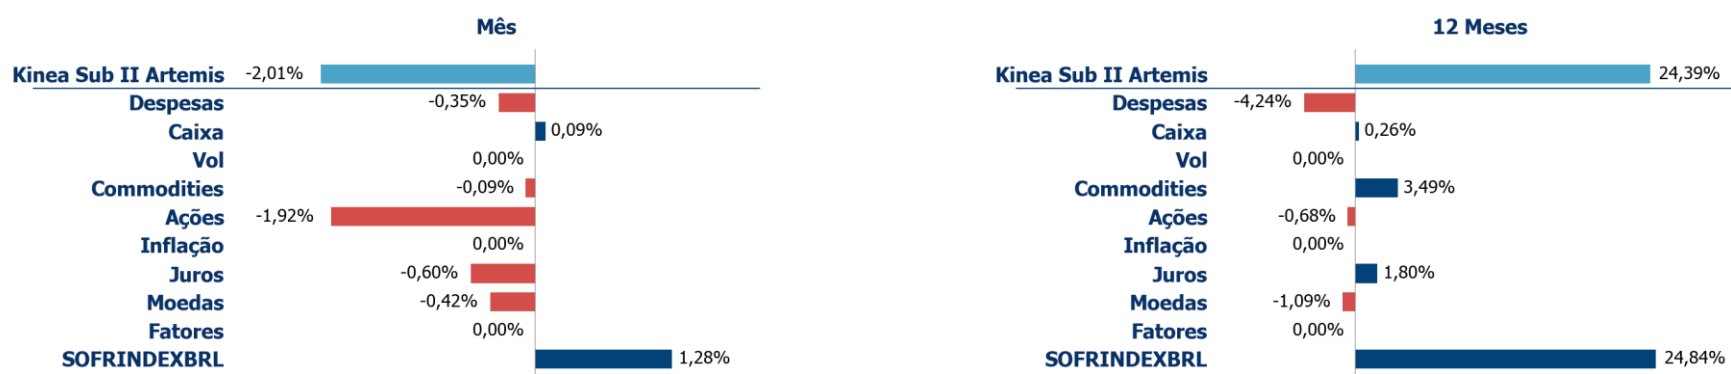 Mês
Kinea Sub II Artemis -2,01%
Despesas -0,35%
Caixa 0,09%
Vol 0,00%
Commodities -0,09%
Ações -1,92%
Inflação 0,00%
Juros -0,60%
Moedas -0,42%
Fatores 0,00%
SOFRINDEXBRL 1,28%
12 Meses
Kinea Sub II Artemis 24,39%
Despesas -4,24%
Caixa 0,26%
Vol 0,00%
Commodities 3,49%
Ações -0,68%
Inflação 0,00%
Juros 1,80%
Moedas -1,09%
Fatores 0,00%
SOFRINDEXBRL 24,84%